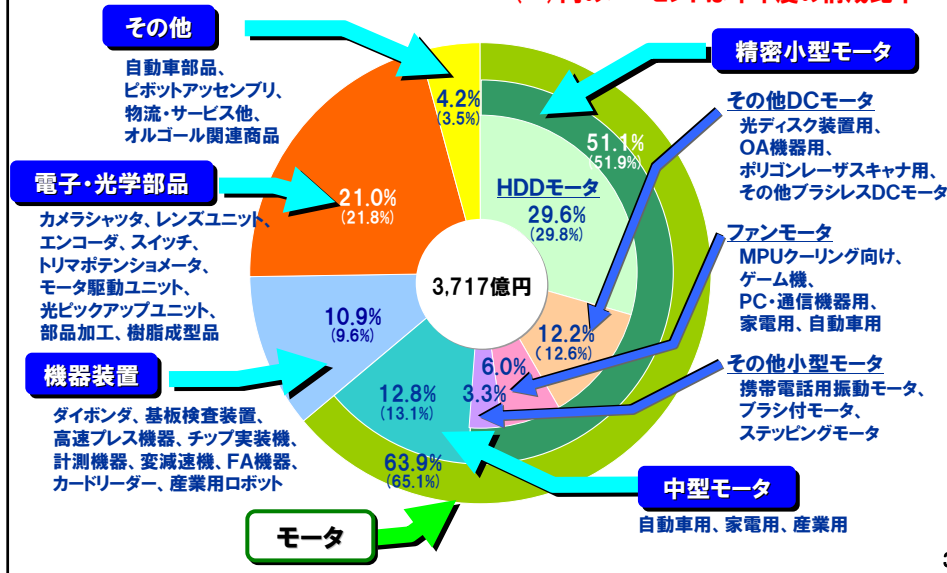 その他
自動車部品、
ピボットアッセンブリ、
物流・サービス他、
オルゴール関連商品
電子・光学部品
カメラシャッタ、レンズユニット、
エンコーダ、スイッチ、
トリマポテンショメータ、
モータ駆動ユニット、
光ピックアップユニット、
部品加工、樹脂成型品
機器装置
ダイボンダ、基板検査装置、
高速プレス機器、チップ実装機、
計測機器、変減速機、FA機器、
カードリーダー、産業用ロボット
モータ
4.2%
(3.5%)
21.0%
(21.8%)
10.9%
(9.6%)
12.8%
(13.1%)
63.9%
(65.1%)
3,717億円
HDDモータ
29.6%
(29.8%)
51.1%
(51.9%)
12.2%
(12.6%)
6.0%
3.3%
精密小型モータ
その他DCモータ
光ディスク装置用、
OA機器用、
ポリゴンレーザスキャナ用、
その他ブラシレスDCモータ
ファンモータ
MPUクーリング向け、
ゲーム機、
PC・通信機器用、
家電用、自動車用
その他小型モータ
携帯電話用振動モータ、
ブラシ付モータ、
ステッピングモータ
中型モータ
自動車用、家電用、産業用